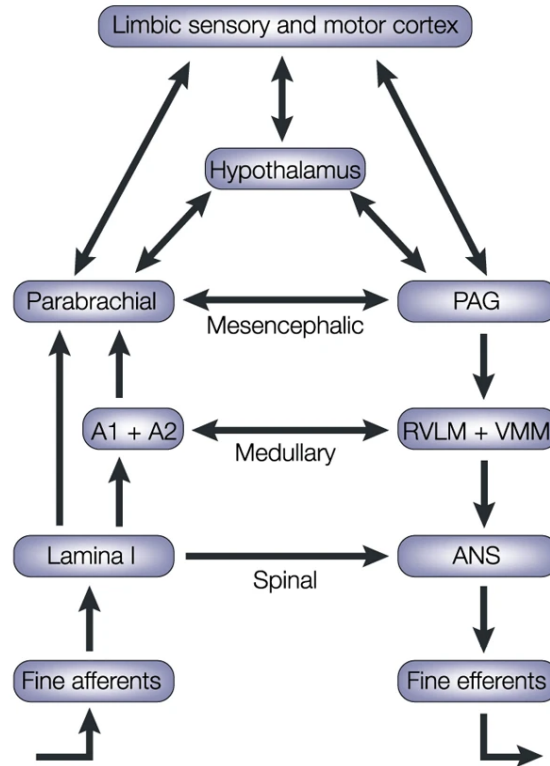 Limbic sensory and motor cortex
Hypothalamus
Parabrachial
PAG
Mesencephalic
A1 + A2
RVLM + VMM
Medullary
Lamina I
ANS
Spinal
Fine afferents
Fine efferents